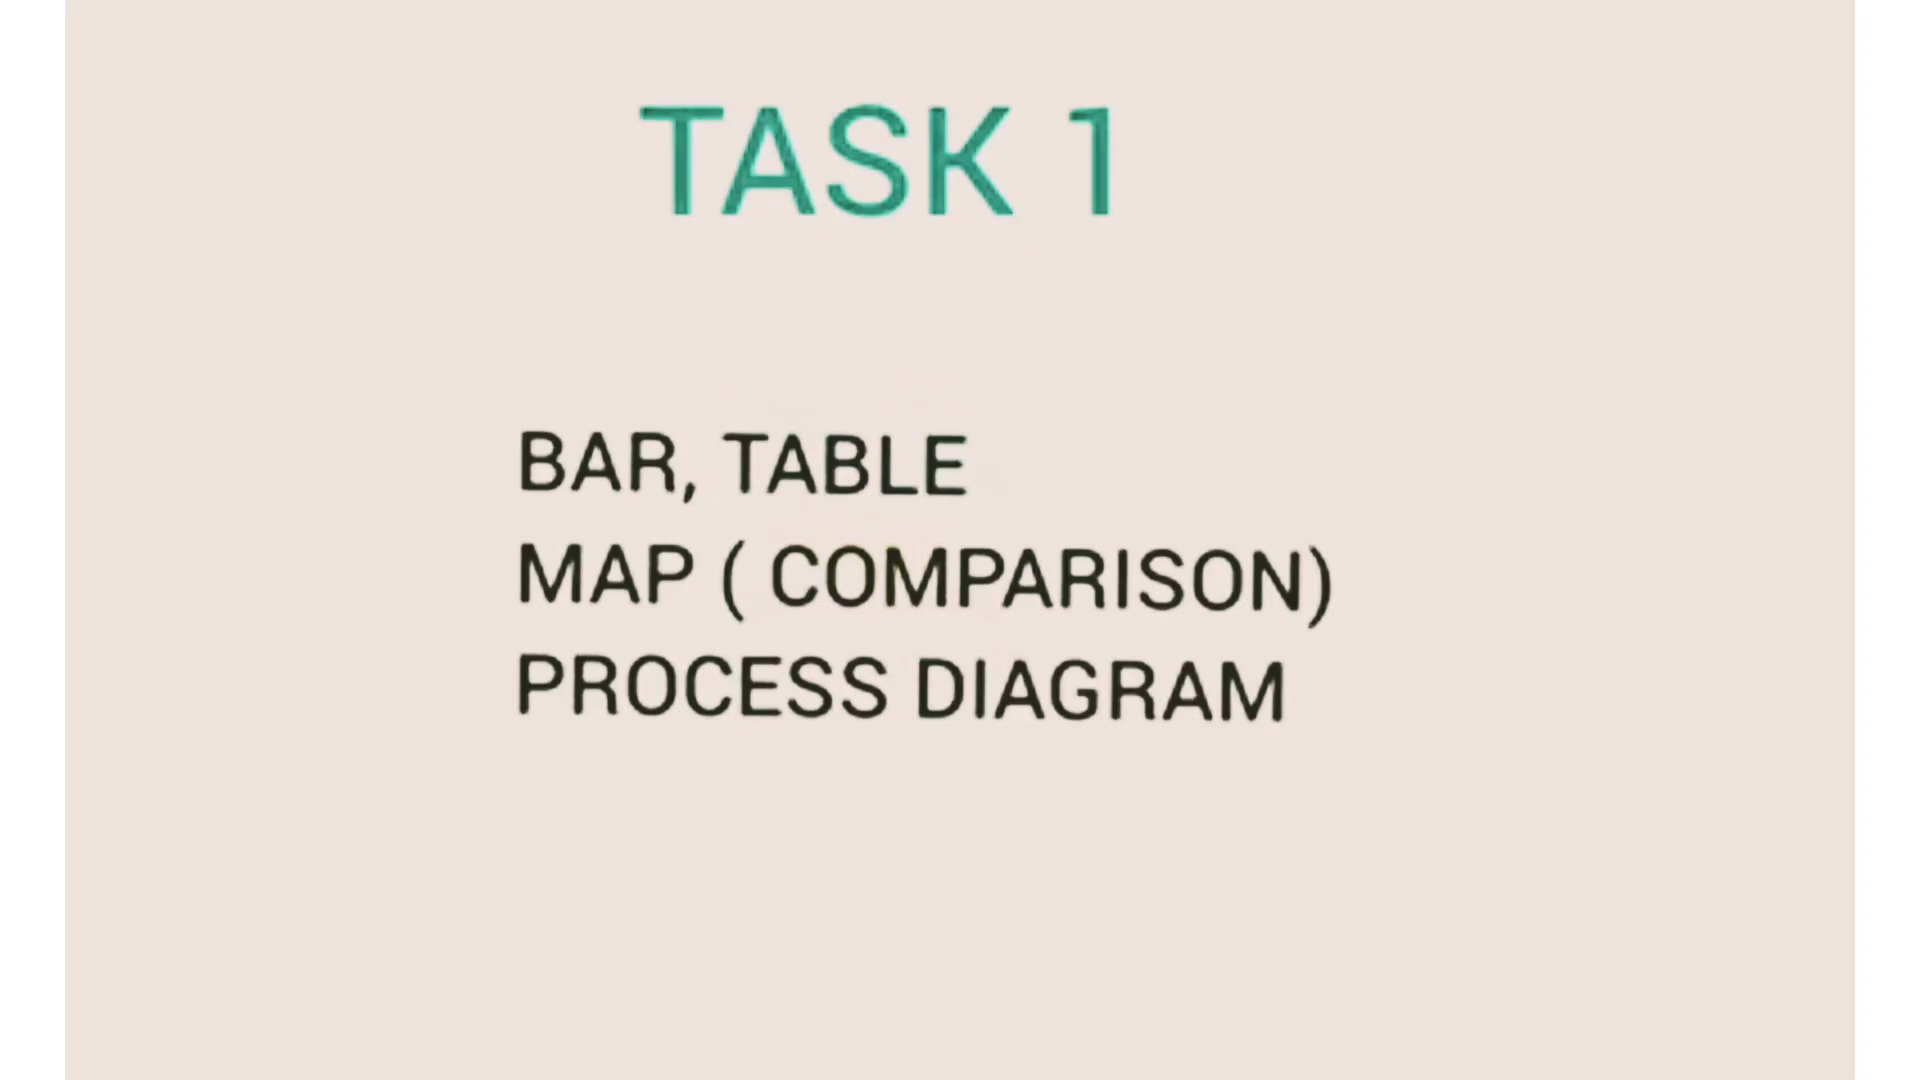 TASK 1
BAR, TABLE
MAP ( COMPARISON)
PROCESS DIAGRAM